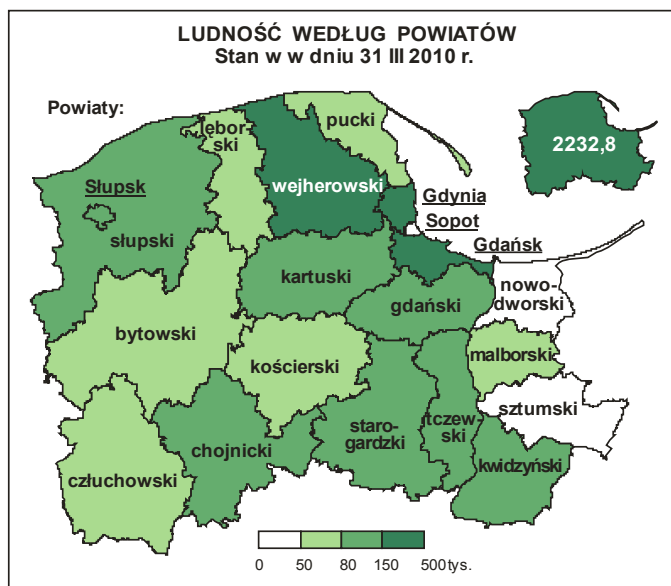 LUDNOŚĆ WEDŁUG POWIATÓW
Stan w w dniu 31 III 2010 r.
Powiaty:
pucki
lębor-
ski
2232,8
wejherowski
Słupsk
Gdynia
Sopot
Gdańsk
słupski
kartuski
nowo-
dworski
gdański
bytowski
malborski
kościerski
sztumski
staro-
gardzki
tczew-
ski
chojnicki
kwidzyński
człuchowski
0 50 80 150 500 tys.